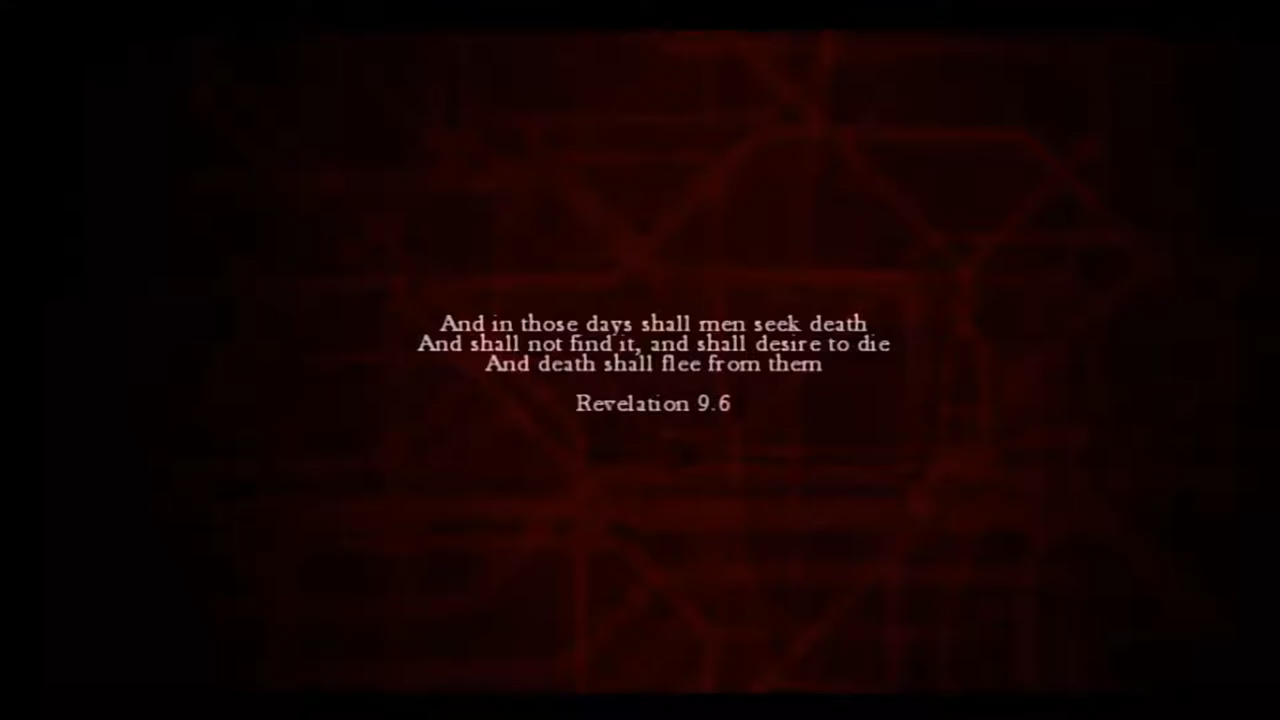 And in those days shall men seek death
And shall not find it, and shall desire to die
And death shall flee from them
Revelation 9.6